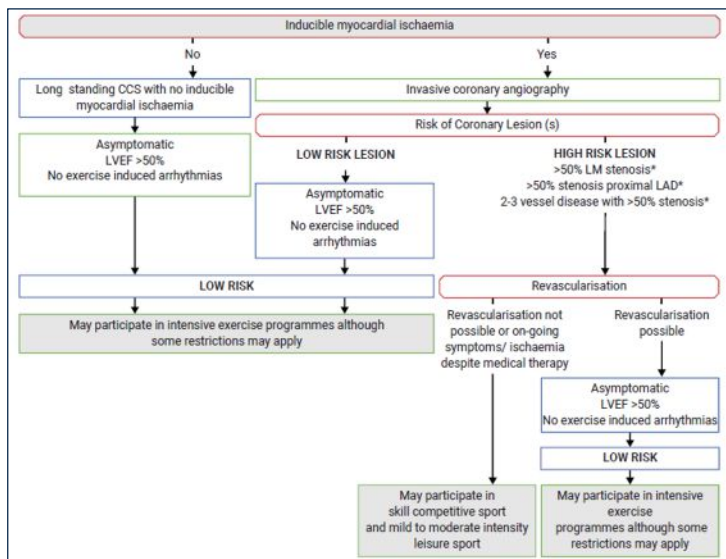 Inducible myocardial ischaemia
No
Yes
Long standing CCS with no inducible
myocardial ischaemia
Invasive coronary angiography
Risk of Coronary Lesion (s)
Asymptomatic
LVEF >50%
No exercise induced arrhythmias
LOW RISK LESION
HIGH RISK LESION
>50% LM stenosis*
>50% stenosis proximal LAD*
2-3 vessel disease with >50% stenosis*
Asymptomatic
LVEF >50%
No exercise induced
arrhythmias
LOW RISK
Revascularisation
May participate in intensive exercise programmes although
some restrictions may apply
Revascularisation not
possible or on-going
symptoms/ ischaemia
despite medical therapy
Revascularisation
possible
Asymptomatic
LVEF >50%
No exercise induced arrhythmias
LOW RISK
May participate in
skill competitive sport
and mild to moderate intensity
leisure sport
May participate in intensive
exercise
programmes although some
restrictions may apply